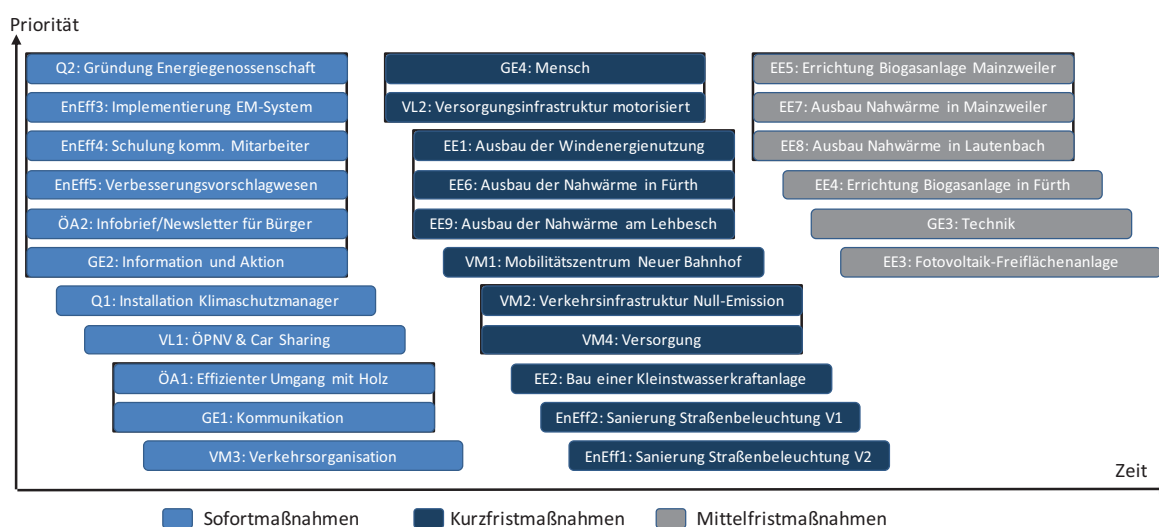 Priorität
Q2: Gründung Energiegenossenschaft
EnEff3: Implementierung EM-System
EnEff4: Schulung komm. Mitarbeiter
EnEff5: Verbesserungsvorschlagwesen
ÖA2: Infobrief/Newsletter für Bürger
GE2: Information und Aktion
Q1: Installation Klimaschutzmanager
VL1: ÖPNV & Car Sharing
ÖA1: Effizienter Umgang mit Holz
GE1: Kommunikation
VM3: Verkehrsorganisation
GE4: Mensch
VL2: Versorgungsinfrastruktur motorisiert
EE1: Ausbau der Windenergienutzung
EE6: Ausbau der Nahwärme in Fürth
EE9: Ausbau der Nahwärme am Lehbesch
VM1: Mobilitätszentrum Neuer Bahnhof
VM2: Verkehrsinfrastruktur Null-Emission
VM4: Versorgung
EE2: Bau einer Kleinstwasserkraftanlage
EnEff2: Sanierung Straßenbeleuchtung V1
EnEff1: Sanierung Straßenbeleuchtung V2
EE5: Errichtung Biogasanlage Mainzweiler
EE7: Ausbau Nahwärme in Mainzweiler
EE8: Ausbau Nahwärme in Lautenbach
EE4: Errichtung Biogasanlage in Fürth
GE3: Technik
EE3: Fotovoltaik-Freiflächenanlage
Zeit
Sofortmaßnahmen
Kurzfristmaßnahmen
Mittelfristmaßnahmen